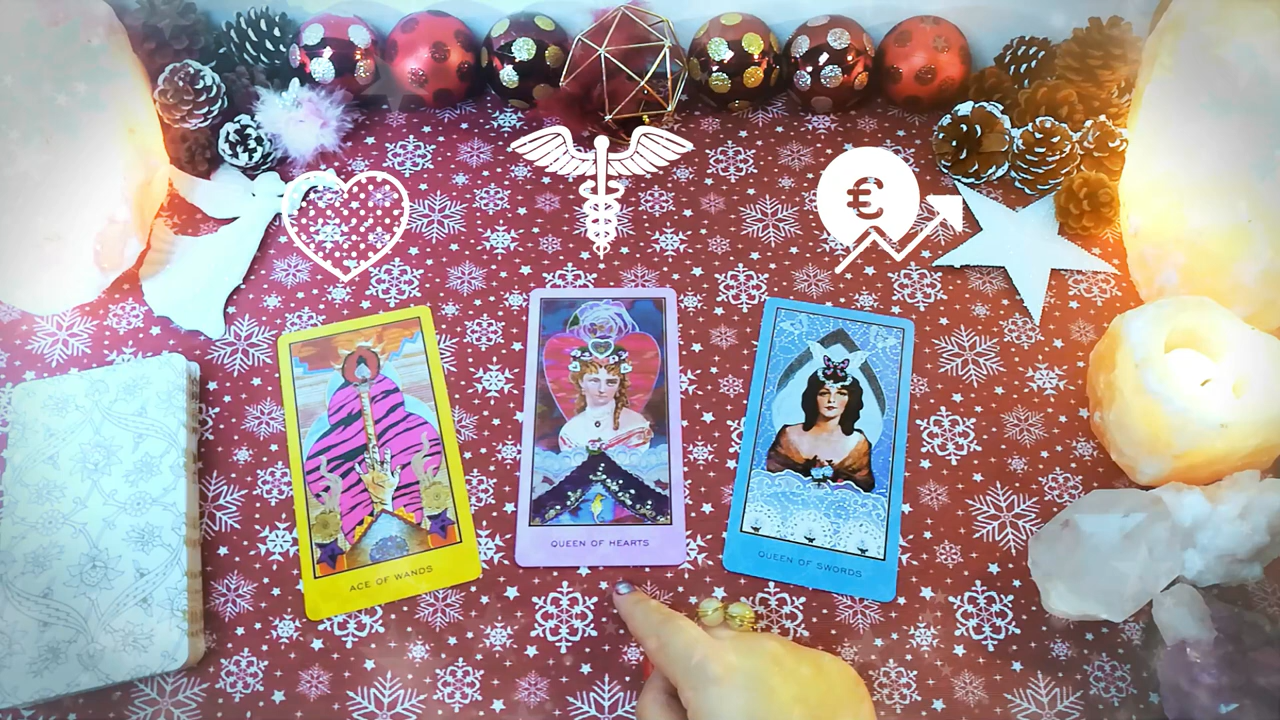 €
ACE OF WANDS
QUEEN OF HEARTS
QUEEN OF SWORDS